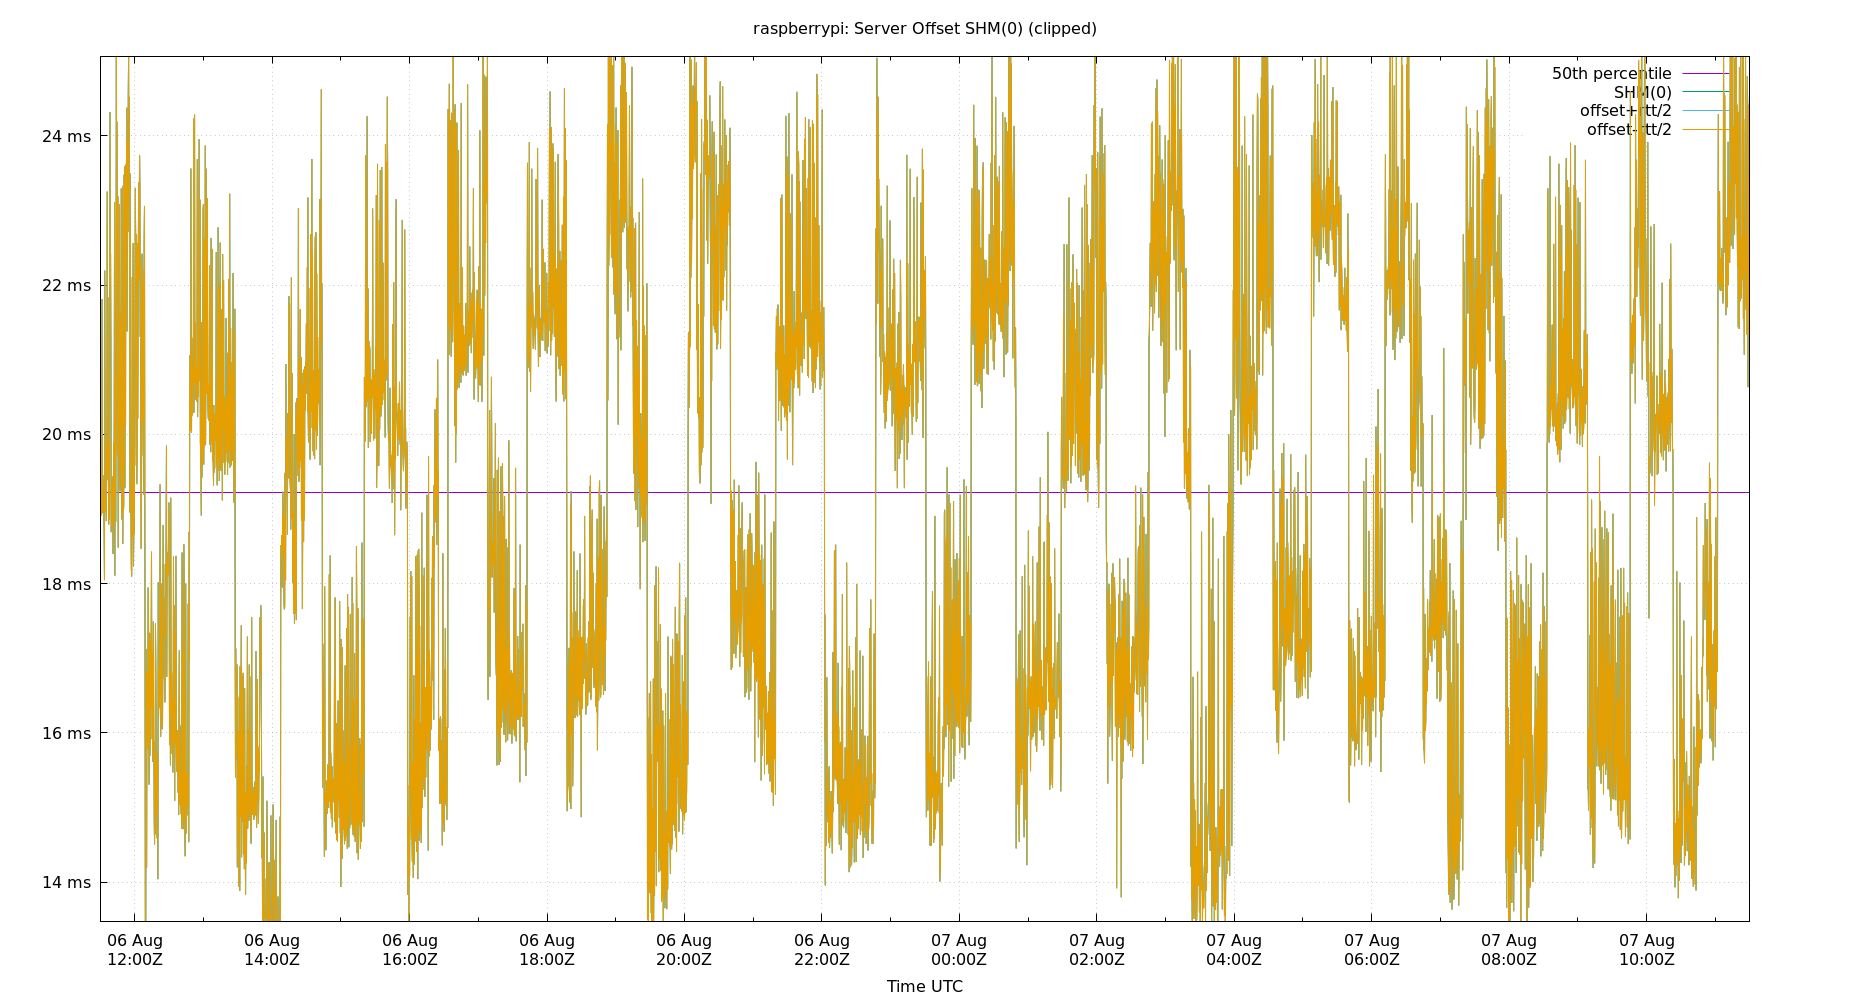 raspberrypi: Server Offset SHM(0) (clipped)
50th percentile
SHM(0)
offset+rtt/2
offset-rtt/2
24 ms
22 ms
20 ms
18 ms
16 ms
14 ms
06 Aug 06 Aug 06 Aug 06 Aug 06 Aug 06 Aug 07 Aug 07 Aug 07 Aug 07 Aug 07 Aug 07 Aug
12:00Z 14:00Z 16:00Z 18:00Z 20:00Z 22:00Z 00:00Z 02:00Z 04:00Z 06:00Z 08:00Z 10:00Z
Time UTC